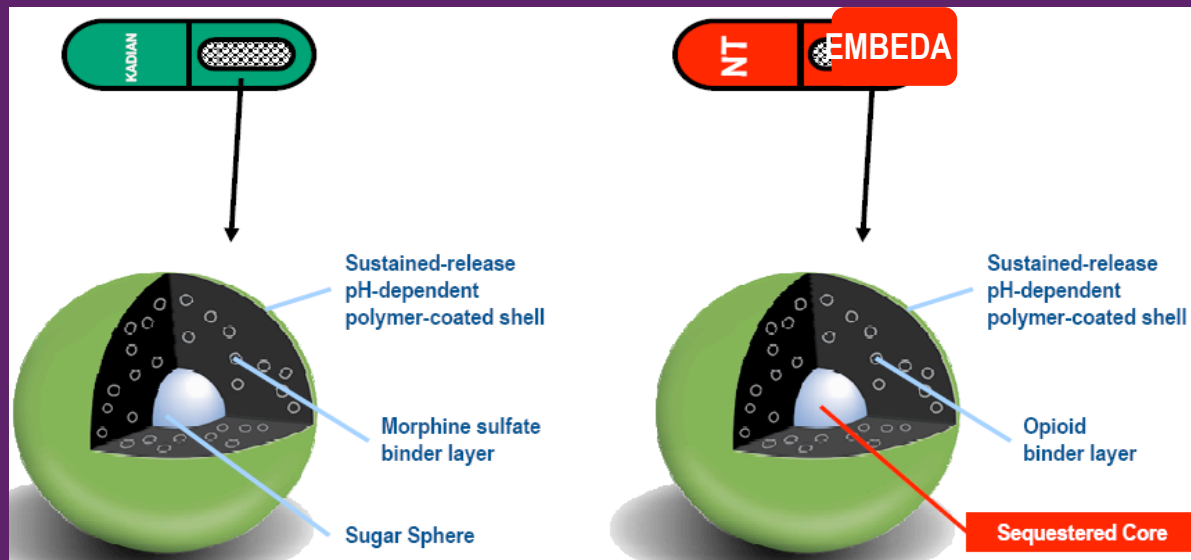 KADIAN
NT
EMBEDA
Sustained-release
pH-dependent
polymer-coated shell
Morphine sulfate
binder layer
Sugar Sphere
Sustained-release
pH-dependent
polymer-coated shell
Opioid
binder layer
Sequestered Core